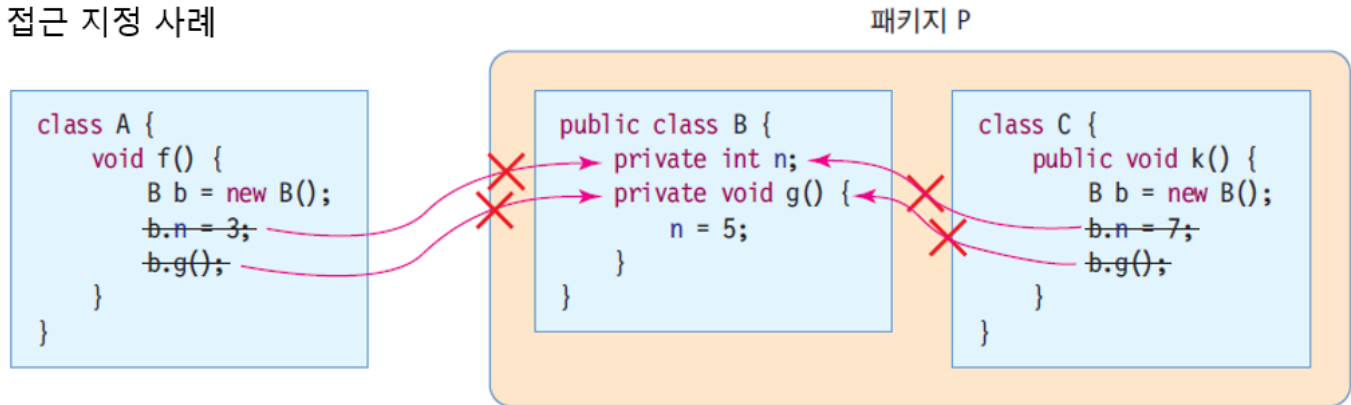 접근 지정 사례
패키지 P
class A {
void f() {
B b = new B();
b.n = 3;
b.g();
}
}
public class B {
private int n;
private void g() {
n = 5;
}
}
class C {
public void k() {
B b = new B();
b.n = 7;
b.g();
}
}